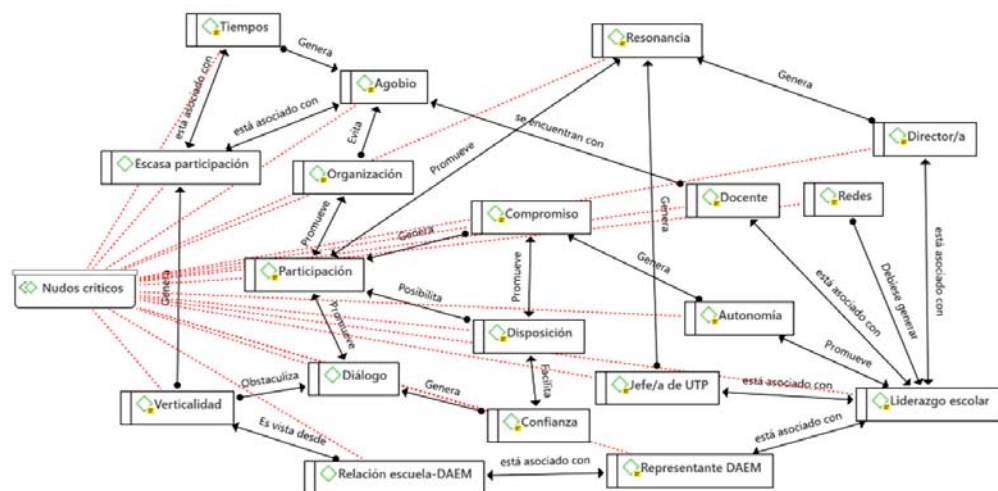 Tiempos
Genera
Resonancia
Agobio
Genera
está asociado con
está asociado con
se encuentran con
Director/a
Evita
Escasa participación
Organización
Promueve
Docente
Redes
Compromiso
Promueve
Genera
Genera
Participación
Genera
Nudos críticos
Genera
Promueve
Posibilita
Disposición
Autonomía
está asociado con
Debiese generar
está asociado con
Promueve
Promueve
Obstaculiza
Diálogo
Genera
Facilita
Jefe/a de UTP
está asociado con
Verticalidad
Confianza
Liderazgo escolar
Es vista desde
está asociado con
Relación escuela-DAEM
está asociado con
Representante DAEM